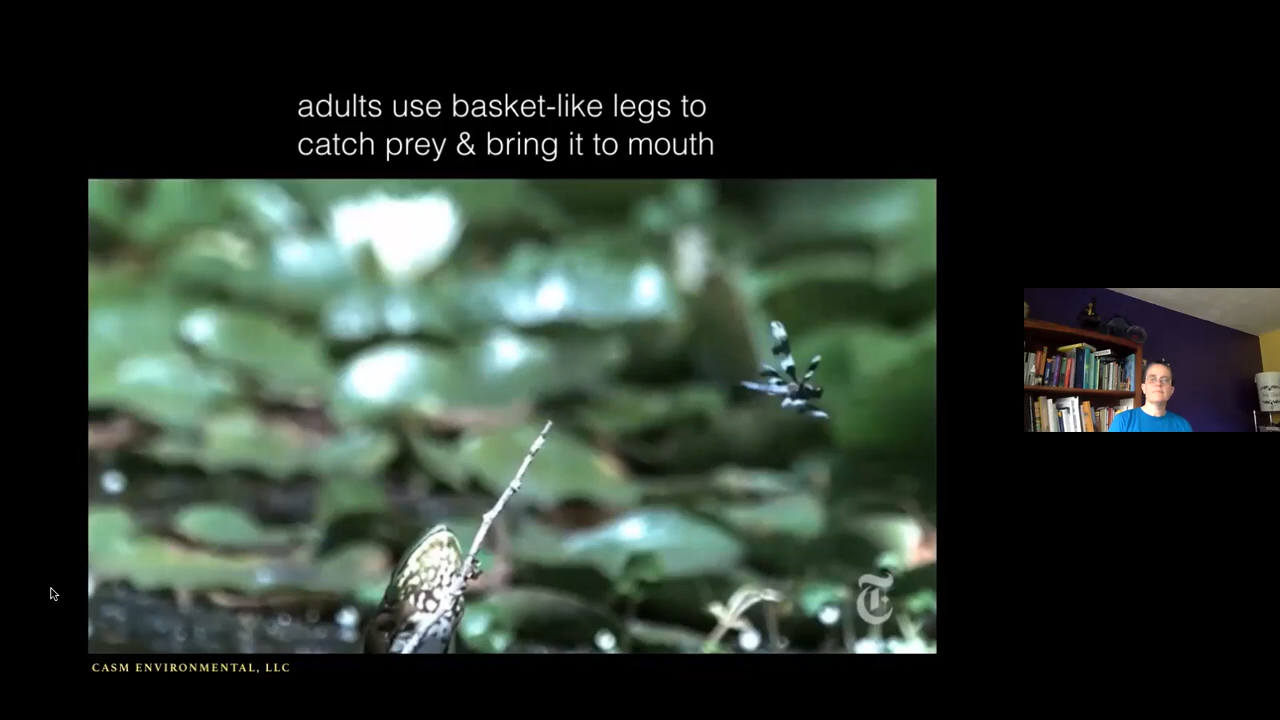 adults use basket-like legs to
catch prey & bring it to mouth
T
CASM ENVIRONMENTAL, LLC